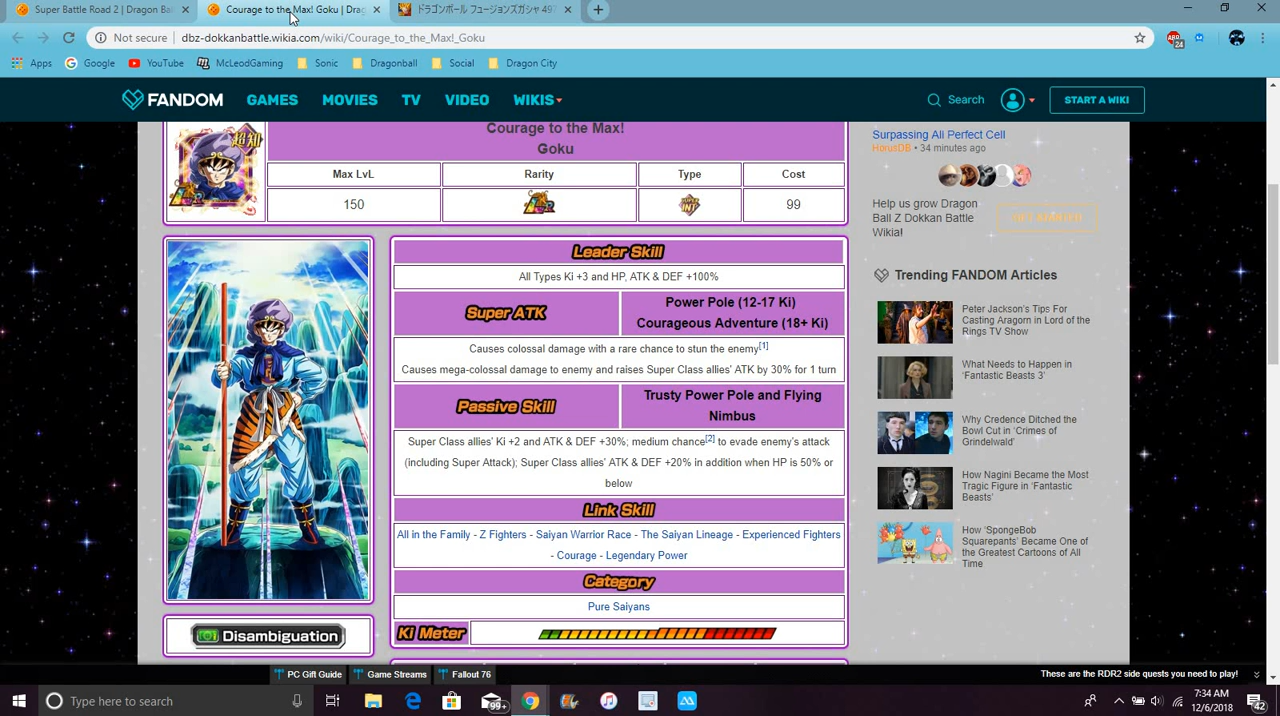 Super Battle Road 2 | Dragon Ba
Courage to the Max! Goku | Drag
ドラゴンボール フュージョンズガシャ 497
Not secure | dbz-dokkanbattle.wikia.com/wiki/Courage_to_the_Max!_Goku
24
Apps Google YouTube McLeodGaming Sonic Dragonball Social Dragon City
FANDOM GAMES MOVIES TV VIDEO WIKIS Search START A WIKI
Courage to the Max!
Goku
超知
Max LvL Rarity Type Cost
150 SUPER INT 99
Leader Skill
All Types Ki +3 and HP, ATK & DEF +100%
Super ATK
Power Pole (12-17 Ki)
Courageous Adventure (18+ Ki)
Causes colossal damage with a rare chance to stun the enemy[1]
Causes mega-colossal damage to enemy and raises Super Class allies' ATK by 30% for 1 turn
Passive Skill
Trusty Power Pole and Flying
Nimbus
Super Class allies' Ki +2 and ATK & DEF +30%; medium chance[2] to evade enemy's attack
(including Super Attack); Super Class allies' ATK & DEF +20% in addition when HP is 50% or
below
Link Skill
All in the Family - Z Fighters - Saiyan Warrior Race - The Saiyan Lineage - Experienced Fighters
- Courage - Legendary Power
Category
Pure Saiyans
Ki Meter
Disambiguation
Surpassing All Perfect Cell
HorusDB • 34 minutes ago
Help us grow Dragon
Ball Z Dokkan Battle
Wikia!
GET STARTED
Trending FANDOM Articles
Peter Jackson's Tips For
Casting Aragorn in Lord of the
Rings TV Show
What Needs to Happen in
'Fantastic Beasts 3'
Why Credence Ditched the
Bowl Cut in 'Crimes of
Grindelwald'
How Nagini Became the Most
Tragic Figure in 'Fantastic
Beasts'
How 'SpongeBob
Squarepants' Became One of
the Greatest Cartoons of All
Time
PC Gift Guide Game Streams Fallout 76 These are the RDR2 side quests you need to play!
Type here to search
99+
7:34 AM
12/6/2018
42